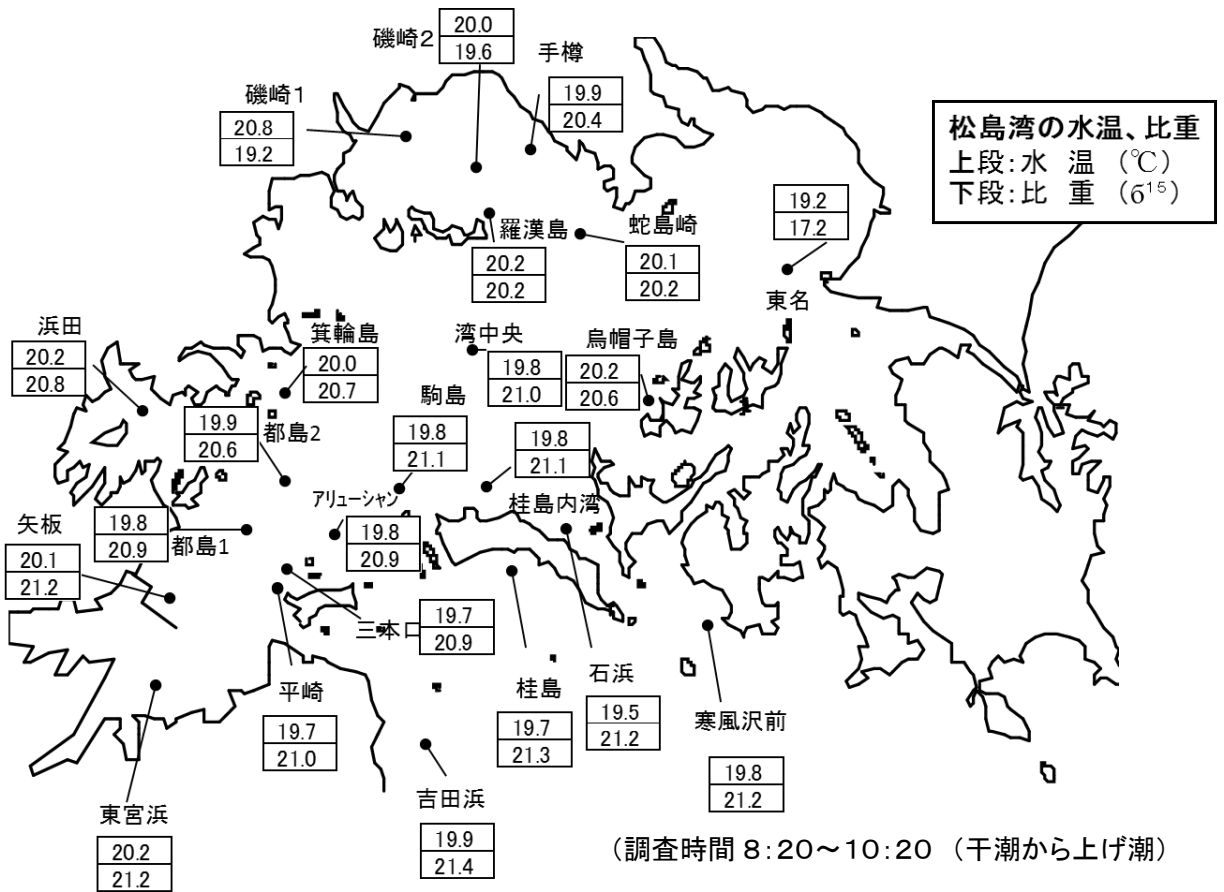 磯崎2
20.0
19.6
手樽
19.9
20.4
磯崎1
20.8
19.2
松島湾の水温、比重
上段:水 温 (℃)
下段:比 重 (б¹⁵)
19.2
17.2
東名
羅漢島
20.2
20.2
蛇島崎
20.1
20.2
浜田
20.2
20.8
箕輪島
20.0
20.7
湾中央
19.8
21.0
烏帽子島
20.2
20.6
19.9
20.6
都島2
駒島
19.8
21.1
19.8
21.1
桂島内湾
アリューシャン
19.8
20.9
19.8
20.9
都島1
矢板
20.1
21.2
三本口
19.7
20.9
平崎
19.7
21.0
桂島
19.7
21.3
石浜
19.5
21.2
寒風沢前
19.8
21.2
東宮浜
20.2
21.2
吉田浜
19.9
21.4
(調査時間 8:20～10:20 (干潮から上げ潮)